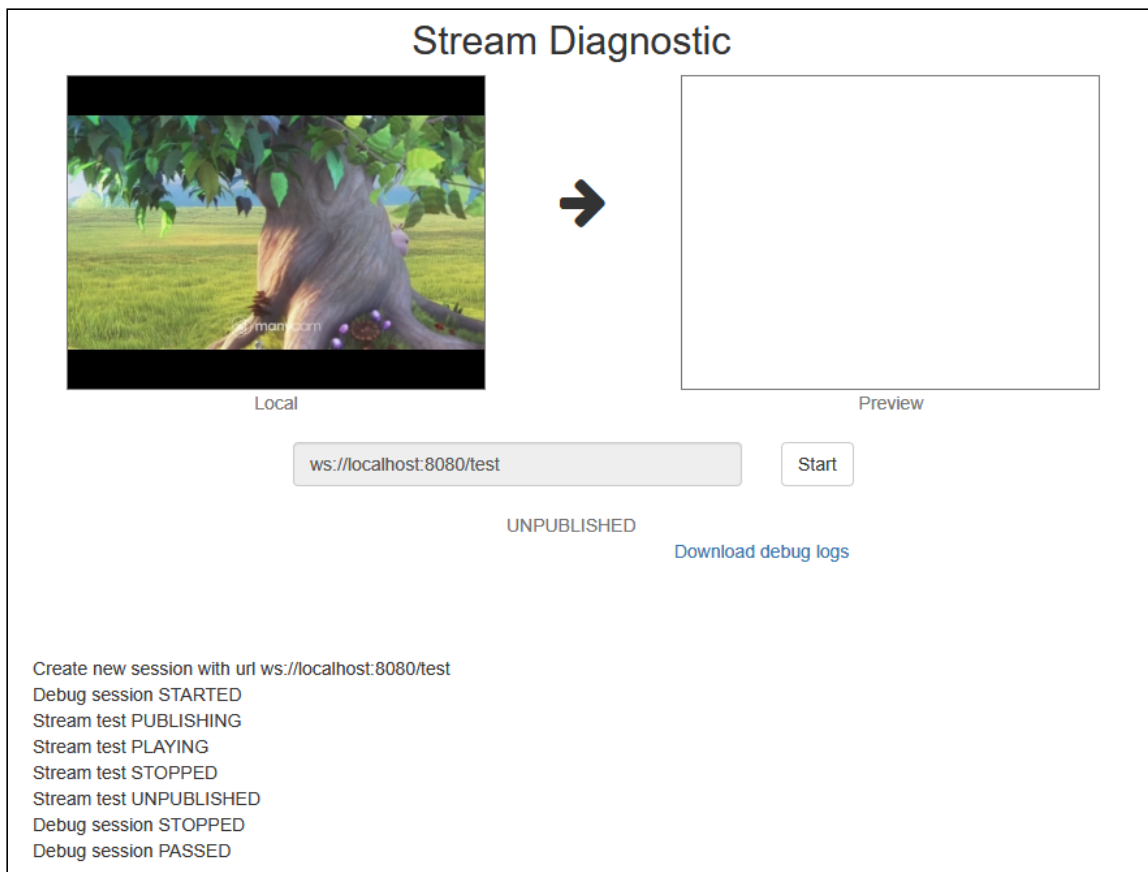 Stream Diagnostic
manycam
Local
Preview
ws://localhost:8080/test
Start
UNPUBLISHED
Download debug logs
Create new session with url ws://localhost:8080/test
Debug session STARTED
Stream test PUBLISHING
Stream test PLAYING
Stream test STOPPED
Stream test UNPUBLISHED
Debug session STOPPED
Debug session PASSED